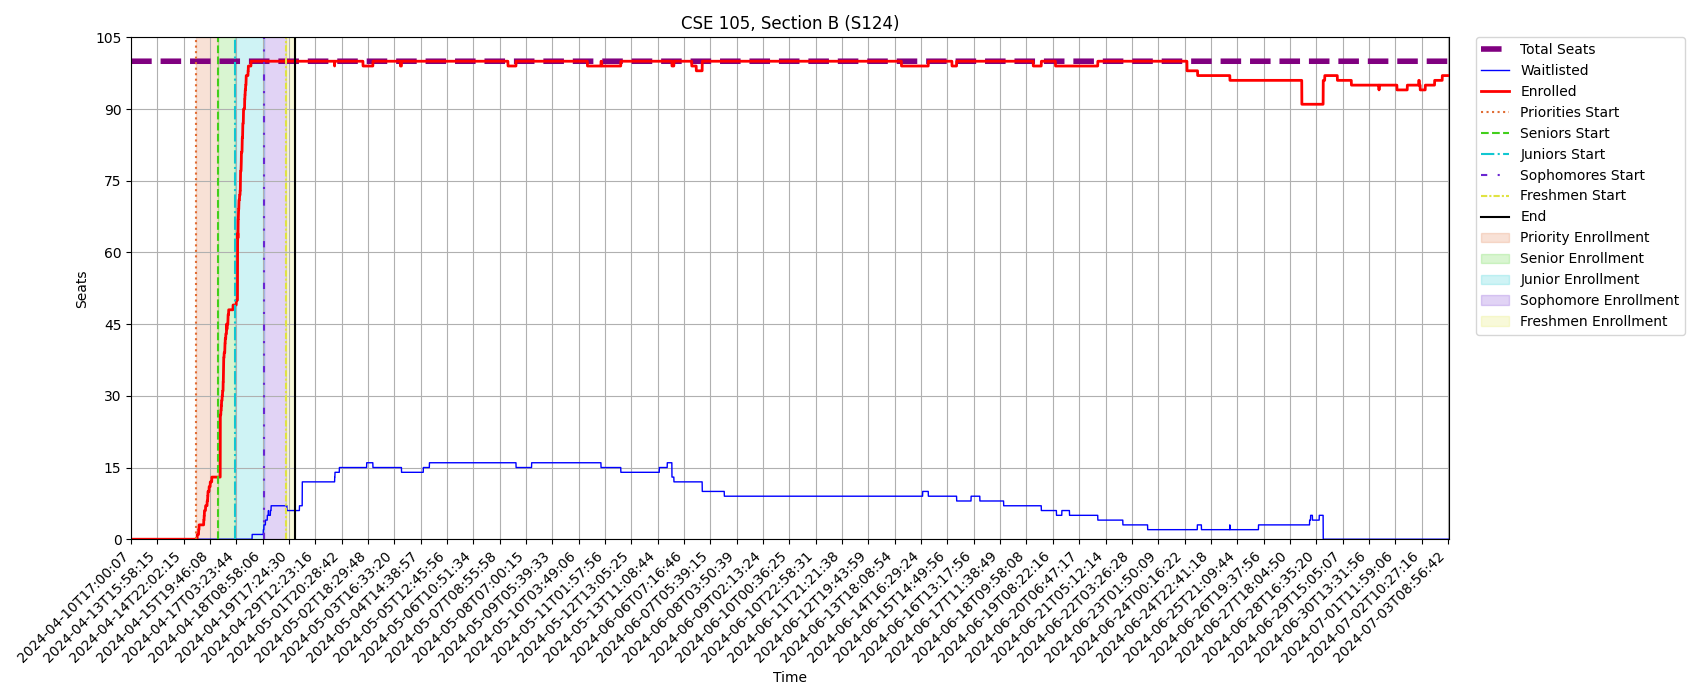 CSE 105, Section B (S124)
105
90
75
60
45
30
15
0
Seats
2024-04-10T17:00:07
2024-04-13T15:58:15
2024-04-14T22:02:15
2024-04-15T19:46:08
2024-04-17T03:23:44
2024-04-18T03:58:06
2024-04-19T17:24:30
2024-04-29T12:23:16
2024-05-01T20:28:42
2024-05-02T18:29:48
2024-05-03T16:33:20
2024-05-04T14:38:57
2024-05-05T12:45:56
2024-05-06T10:51:34
2024-05-07T08:55:58
2024-05-08T07:00:15
2024-05-09T05:39:33
2024-05-10T03:49:06
2024-05-11T01:57:56
2024-05-12T13:05:25
2024-05-13T11:08:44
2024-06-06T07:16:46
2024-06-07T05:39:15
2024-06-08T03:50:39
2024-06-09T02:13:24
2024-06-10T00:36:25
2024-06-10T22:58:31
2024-06-11T21:21:38
2024-06-12T19:43:59
2024-06-13T18:08:54
2024-06-14T16:29:24
2024-06-15T14:49:56
2024-06-16T13:17:56
2024-06-17T11:38:49
2024-06-18T09:58:08
2024-06-19T08:22:16
2024-06-20T06:47:17
2024-06-21T05:12:14
2024-06-22T03:26:28
2024-06-23T01:50:09
2024-06-24T00:16:22
2024-06-24T22:41:18
2024-06-25T21:09:44
2024-06-26T19:37:56
2024-06-27T18:04:50
2024-06-28T16:35:20
2024-06-29T15:05:07
2024-06-30T13:31:56
2024-07-01T11:59:06
2024-07-02T10:27:16
2024-07-03T08:56:42
Time
Total Seats
Waitlisted
Enrolled
Priorities Start
Seniors Start
Juniors Start
Sophomores Start
Freshmen Start
End
Priority Enrollment
Senior Enrollment
Junior Enrollment
Sophomore Enrollment
Freshmen Enrollment